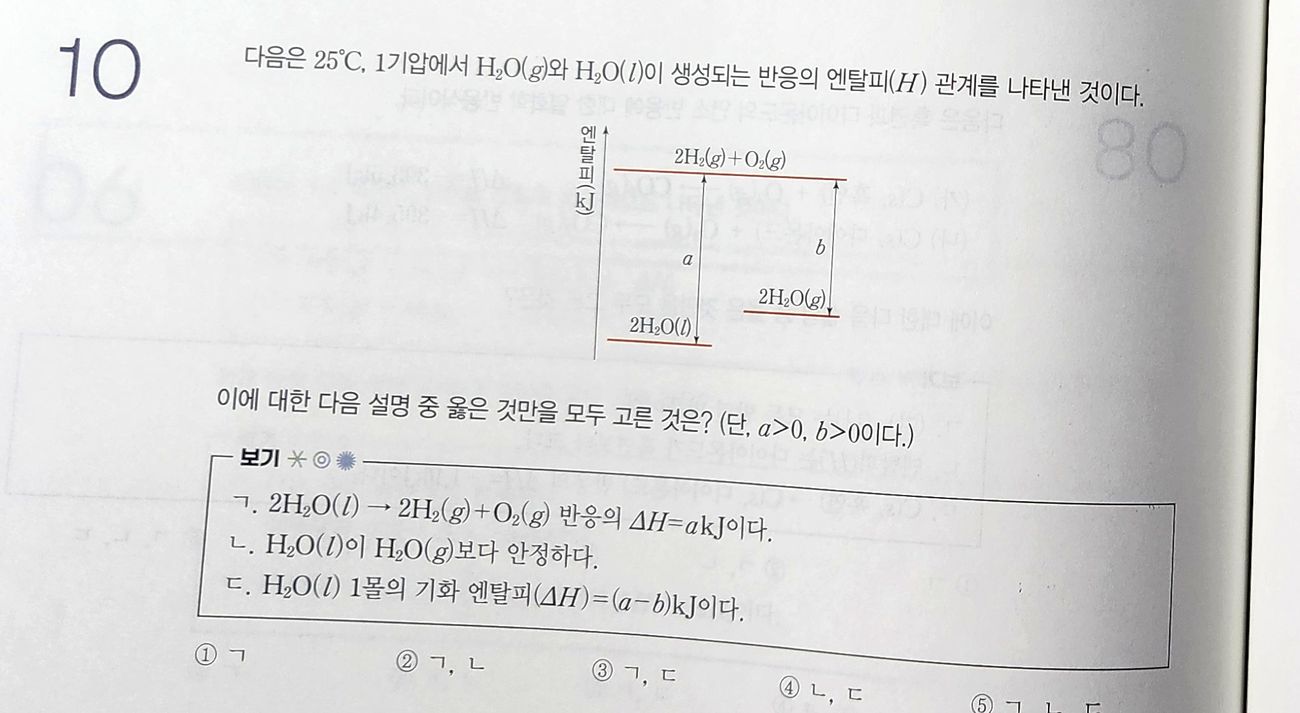 10
다음은 25℃, 1기압에서 H₂O(g)와 H₂O(l)이 생성되는 반응의 엔탈피(H) 관계를 나타낸 것이다.
엔탈피(kJ)
2H₂(g)+O₂(g)
a
b
2H₂O(g)
2H₂O(l)
이에 대한 다음 설명 중 옳은 것만을 모두 고른 것은? (단, a>0, b>0이다.)
보기
ㄱ. 2H₂O(l) → 2H₂(g)+O₂(g) 반응의 ΔH=akJ이다.
ㄴ. H₂O(l)이 H₂O(g)보다 안정하다.
ㄷ. H₂O(l) 1몰의 기화 엔탈피(ΔH)=(a-b)kJ이다.
① ㄱ ② ㄱ, ㄴ ③ ㄱ, ㄷ ④ ㄴ, ㄷ ⑤ ㄱ, ㄴ, ㄷ